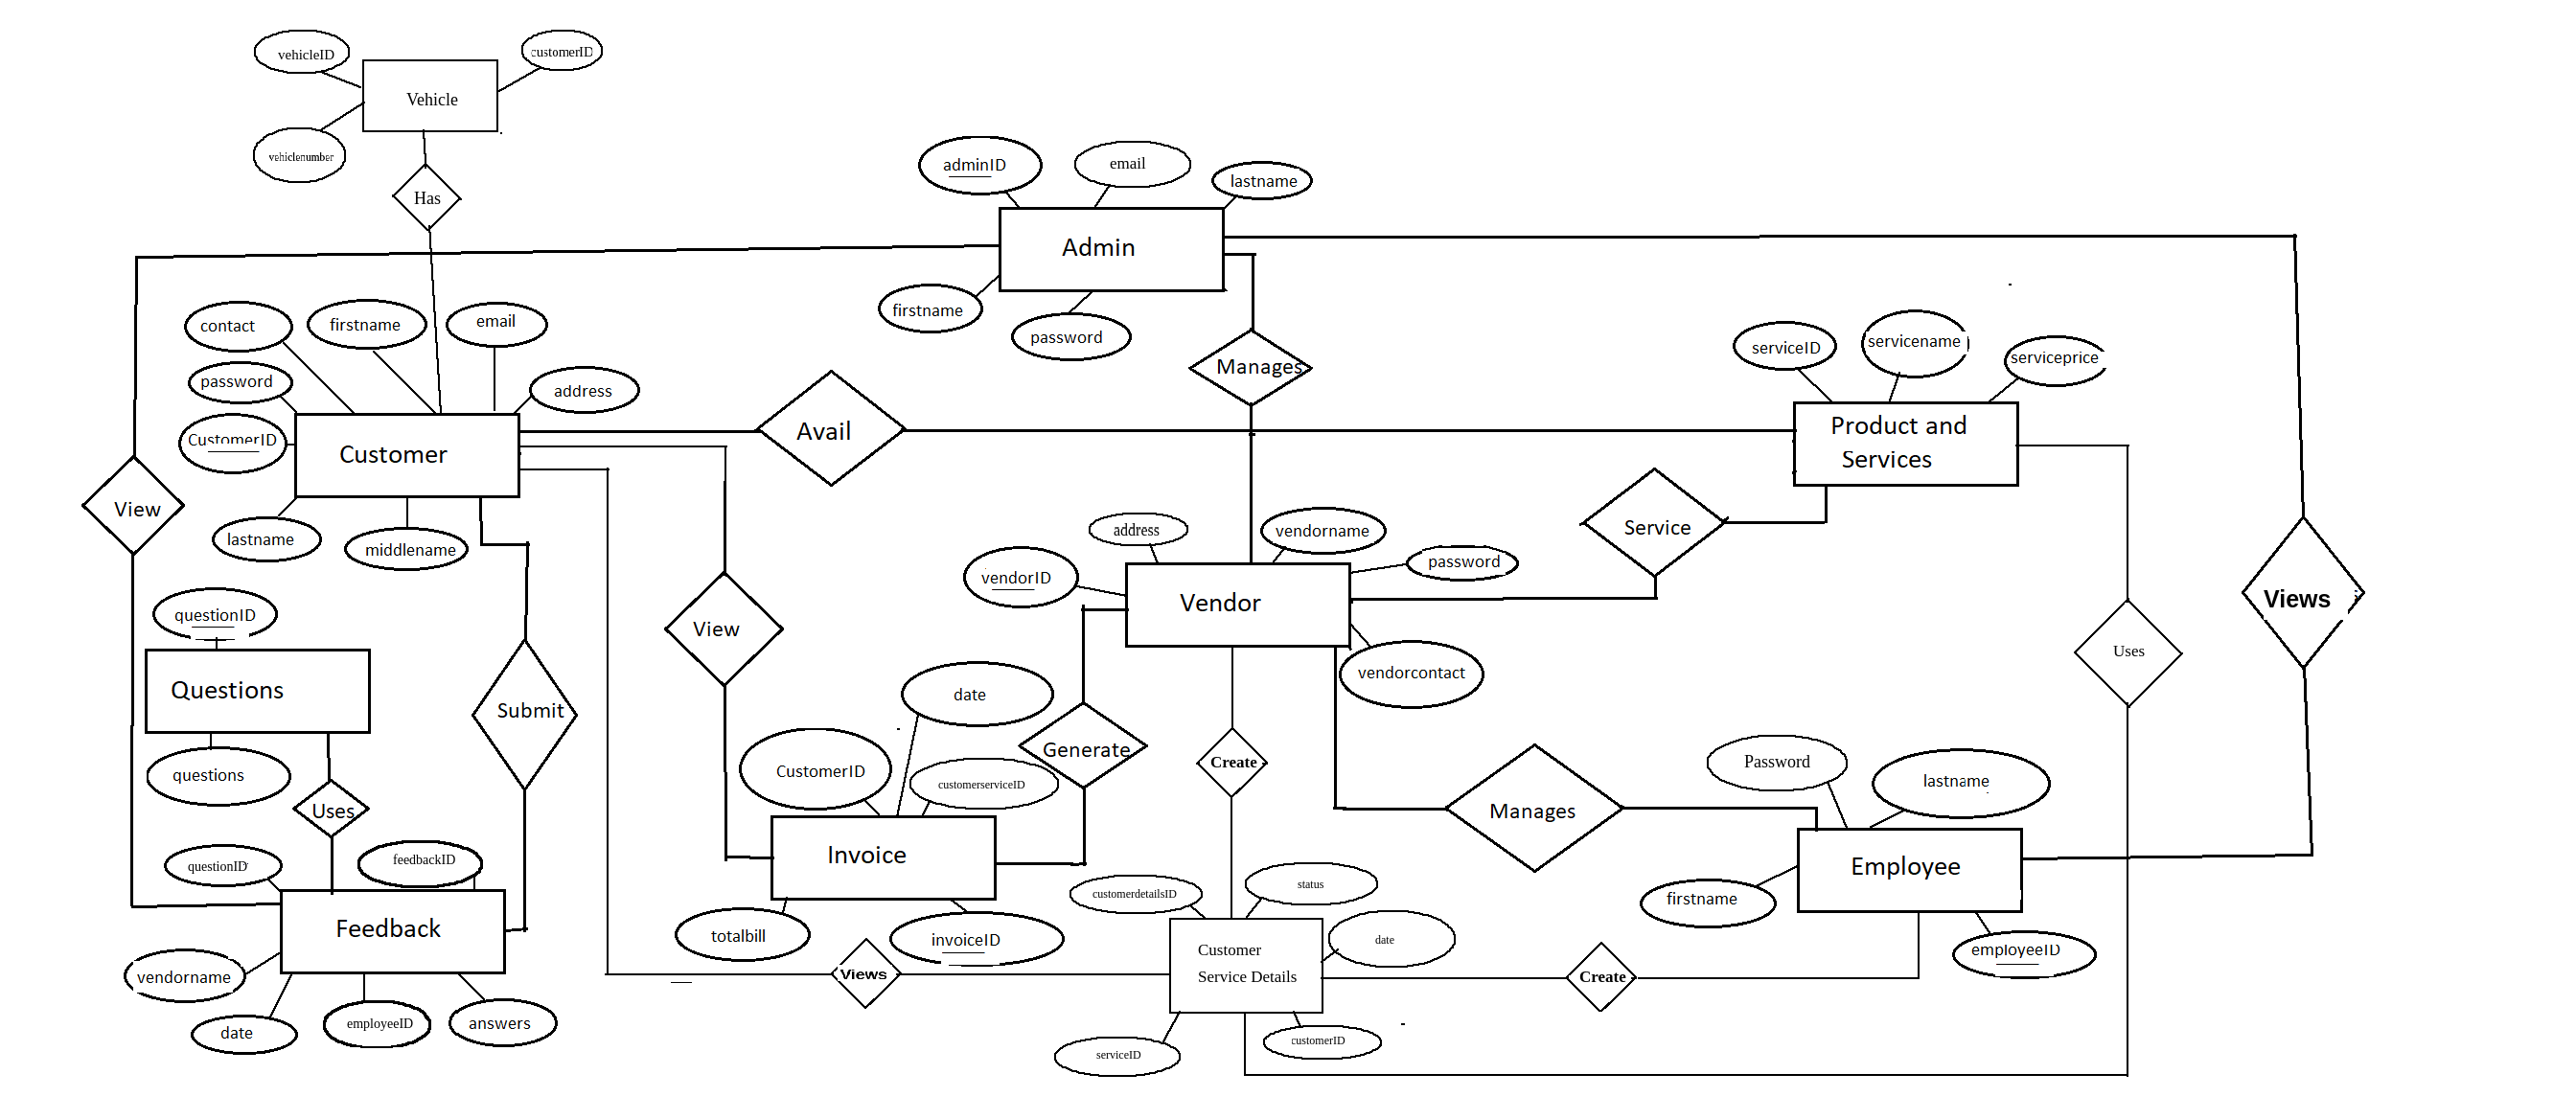 vehicleID
customerID
Vehicle
vehiclenumber
Has
adminID
email
lastname
Admin
firstname
password
Manages
contact
firstname
email
password
address
CustomerID
Customer
lastname
middlename
View
Avail
serviceID
servicename
serviceprice
Product and
Services
Service
address
vendorname
vendorID
password
Vendor
vendorcontact
Views
Uses
questionID
Questions
questions
Uses
Submit
View
date
Generate
CustomerID
customerserviceID
Invoice
totalbill
invoiceID
Create
Manages
Password
lastname
Employee
firstname
employeeID
questionID
feedbackID
Feedback
vendorname
date
employeeID
answers
Views
customerdetailsID
status
date
Customer
Service Details
serviceID
customerID
Create